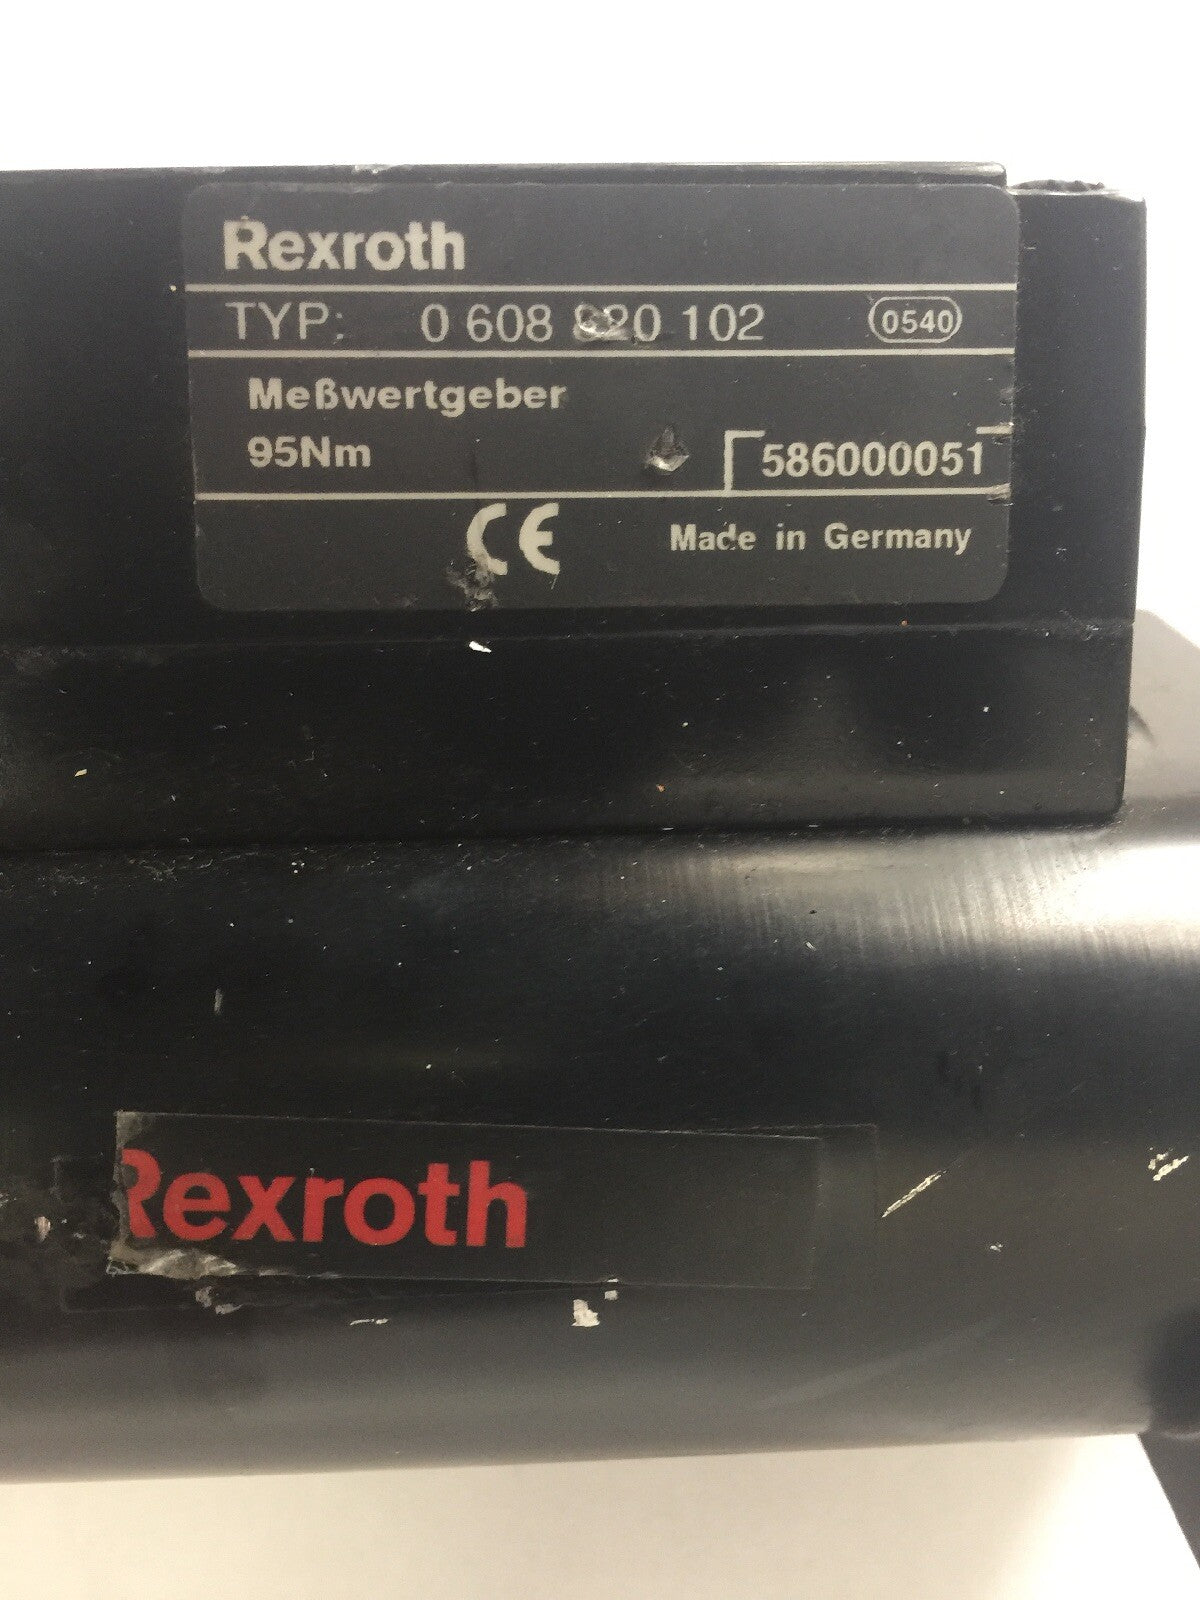 Rexroth
TYP: 0 608 820 102 0540
Meßwertgeber
95Nm 586000051
CE Made in Germany
Rexroth